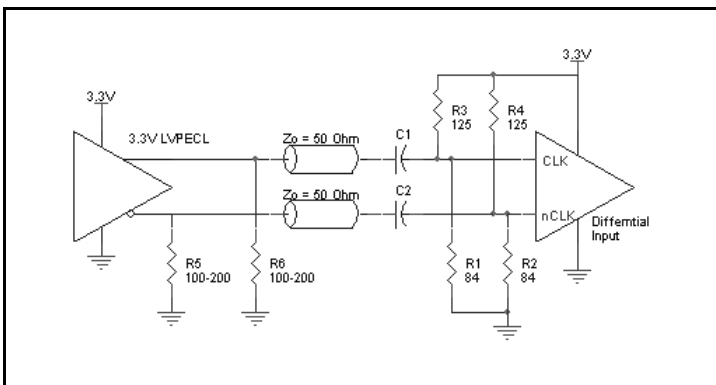 3.3V
3.3V
3.3V LVPECL
R3
125
R4
125
Zo = 50 Ohm
C1
CLK
Zo = 50 Ohm
C2
nCLK
Differntial
Input
R5
100-200
R6
100-200
R1
84
R2
84